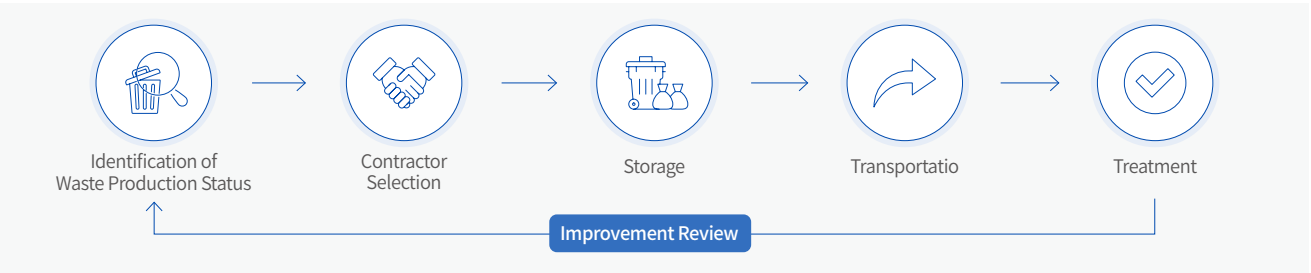 Identification of
Waste Production Status
Contractor
Selection
Storage
Transportatio
Treatment
Improvement Review